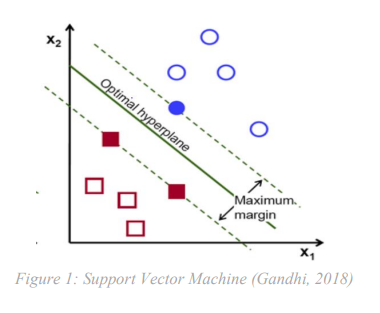 X2
Optimal hyperplane
Maximum
margin
X1
Figure 1: Support Vector Machine (Gandhi, 2018)